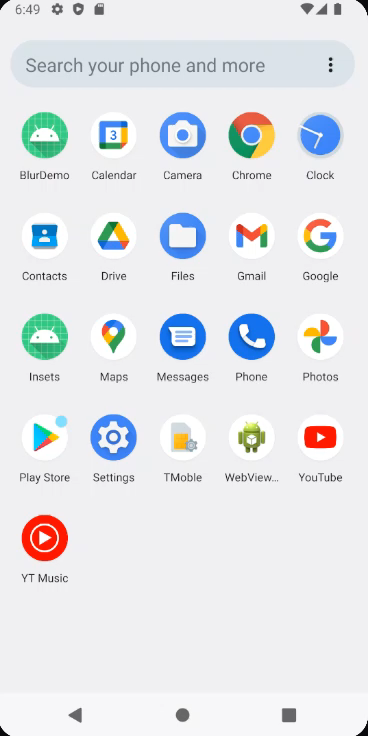 6:49
Search your phone and more
BlurDemo Calendar Camera Chrome Clock
3
Contacts Drive Files Gmail Google
Insets Maps Messages Phone Photos
Play Store Settings TMoble WebView... YouTube
YT Music